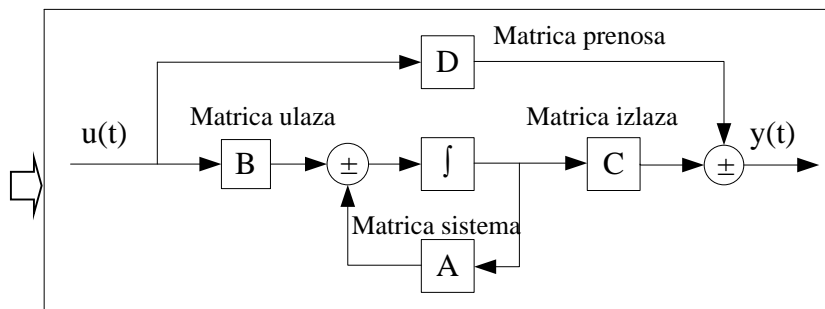 Matrica prenosa
D
u(t)
Matrica ulaza
Matrica izlaza
y(t)
B
±
∫
C
±
Matrica sistema
A